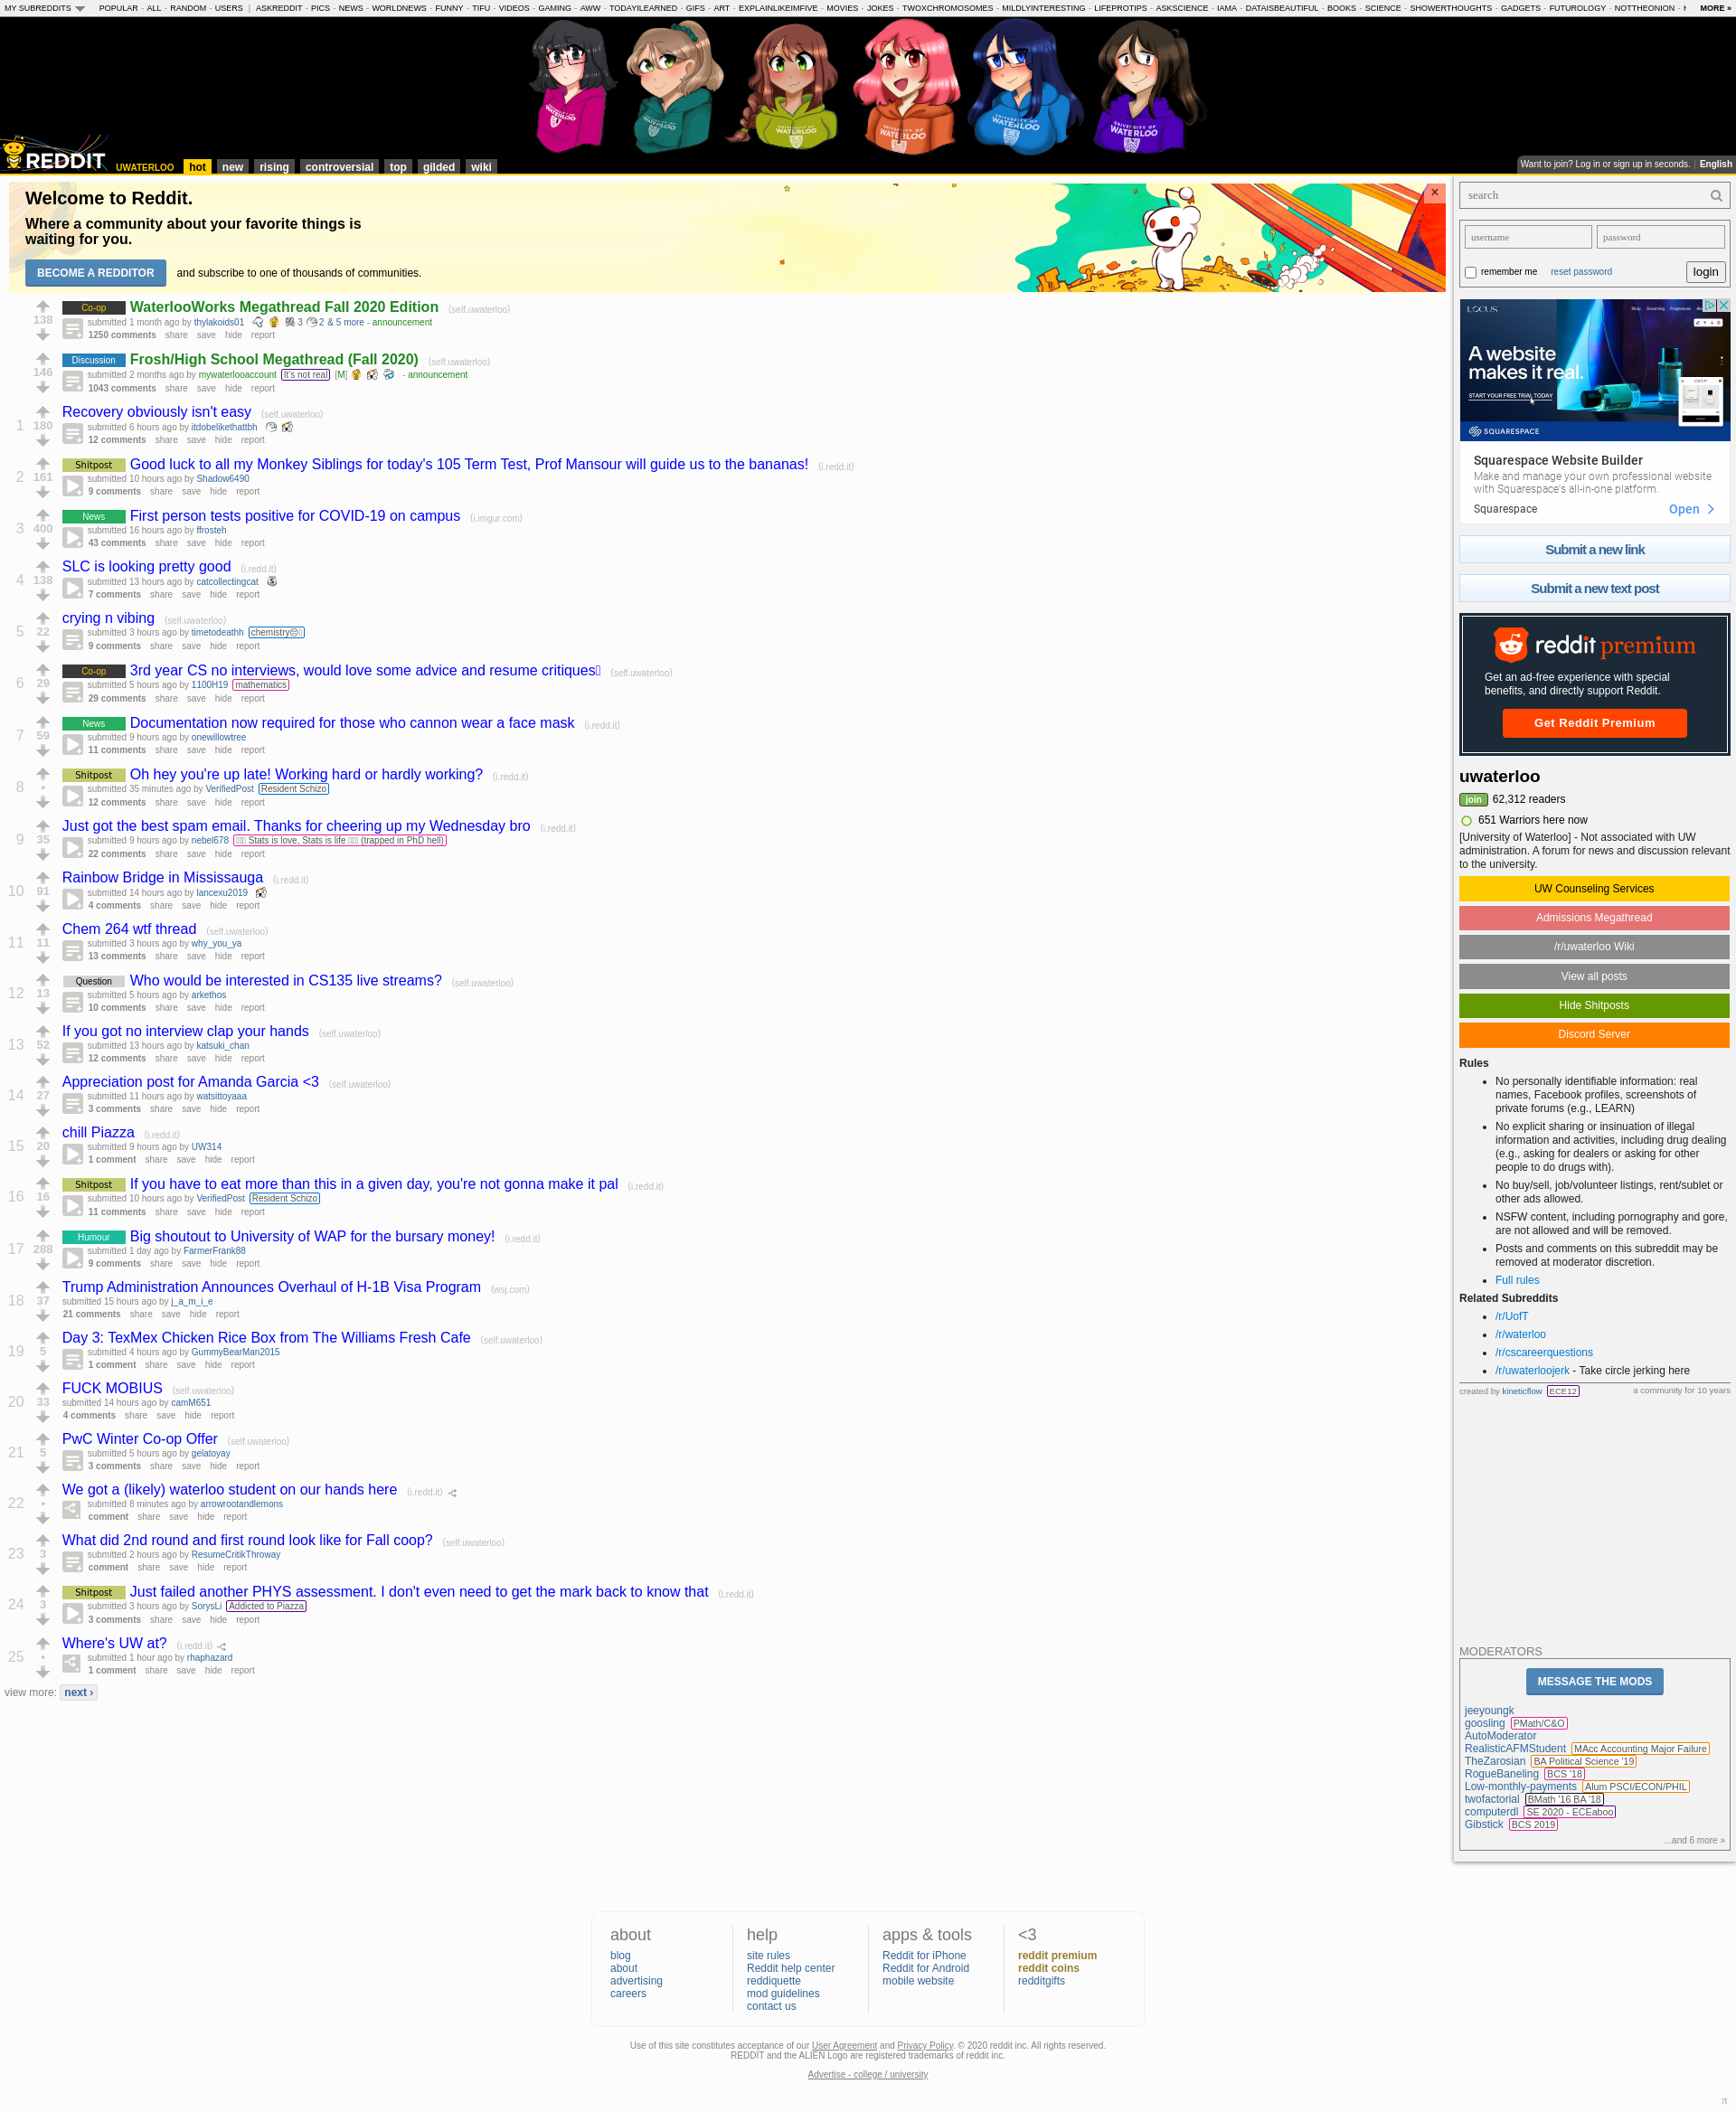 MY SUBREDDITS POPULAR - ALL - RANDOM - USERS | ASKREDDIT - PICS - NEWS - WORLDNEWS - FUNNY - TIFU - VIDEOS - GAMING - AWW - TODAYILEARNED - GIFS - ART - EXPLAINLIKEIMFIVE - MOVIES - JOKES - TWOXCHROMOSOMES - MILDLYINTERESTING - LIFEPROTIPS - ASKSCIENCE - IAMA - DATAISBEAUTIFUL - BOOKS - SCIENCE - SHOWERTHOUGHTS - GADGETS - FUTUROLOGY - NOTTHEONION - MORE »
UNIVERSITY OF WATERLOO
UNIVERSITY OF WATERLOO
UNIVERSITY OF WATERLOO
UNIVERSITY OF WATERLOO
UNIVERSITY OF WATERLOO
UNIVERSITY OF WATERLOO
REDDIT UWATERLOO hot new rising controversial top gilded wiki
Want to join? Log in or sign up in seconds. | English
Welcome to Reddit.
Where a community about your favorite things is
waiting for you.
BECOME A REDDITOR and subscribe to one of thousands of communities.
×
138
Co-op WaterlooWorks Megathread Fall 2020 Edition (self.uwaterloo)
submitted 1 month ago by thylakoids01 3 2 & 5 more - announcement
1250 comments share save hide report
146
Discussion Frosh/High School Megathread (Fall 2020) (self.uwaterloo)
submitted 2 months ago by mywaterlooaccount It's not real [M] - announcement
1043 comments share save hide report
1 180
Recovery obviously isn't easy (self.uwaterloo)
submitted 6 hours ago by itdobelikethattbh
12 comments share save hide report
2 161
Shitpost Good luck to all my Monkey Siblings for today's 105 Term Test, Prof Mansour will guide us to the bananas! (i.redd.it)
submitted 10 hours ago by Shadow6490
9 comments share save hide report
3 400
News First person tests positive for COVID-19 on campus (i.imgur.com)
submitted 16 hours ago by ffrosteh
43 comments share save hide report
4 138
SLC is looking pretty good (i.redd.it)
submitted 13 hours ago by catcollectingcat
7 comments share save hide report
5 22
crying n vibing (self.uwaterloo)
submitted 3 hours ago by timetodeathh chemistry
9 comments share save hide report
6 29
Co-op 3rd year CS no interviews, would love some advice and resume critiques (self.uwaterloo)
submitted 5 hours ago by 1100H19 mathematics
29 comments share save hide report
7 59
News Documentation now required for those who cannon wear a face mask (i.redd.it)
submitted 9 hours ago by onewillowtree
11 comments share save hide report
8 •
Shitpost Oh hey you're up late! Working hard or hardly working? (i.redd.it)
submitted 35 minutes ago by VerifiedPost Resident Schizo
12 comments share save hide report
9 35
Just got the best spam email. Thanks for cheering up my Wednesday bro (i.redd.it)
submitted 9 hours ago by nebel678 Stats is love, Stats is life (trapped in PhD hell)
22 comments share save hide report
10 91
Rainbow Bridge in Mississauga (i.redd.it)
submitted 14 hours ago by lancexu2019
4 comments share save hide report
11 11
Chem 264 wtf thread (self.uwaterloo)
submitted 3 hours ago by why_you_ya
13 comments share save hide report
12 13
Question Who would be interested in CS135 live streams? (self.uwaterloo)
submitted 5 hours ago by arkethos
10 comments share save hide report
13 52
If you got no interview clap your hands (self.uwaterloo)
submitted 13 hours ago by katsuki_chan
12 comments share save hide report
14 27
Appreciation post for Amanda Garcia <3 (self.uwaterloo)
submitted 11 hours ago by watsittoyaaa
3 comments share save hide report
15 20
chill Piazza (i.redd.it)
submitted 9 hours ago by UW314
1 comment share save hide report
16 16
Shitpost If you have to eat more than this in a given day, you're not gonna make it pal (i.redd.it)
submitted 10 hours ago by VerifiedPost Resident Schizo
11 comments share save hide report
17 288
Humour Big shoutout to University of WAP for the bursary money! (i.redd.it)
submitted 1 day ago by FarmerFrank88
9 comments share save hide report
18 37
Trump Administration Announces Overhaul of H-1B Visa Program (wsj.com)
submitted 15 hours ago by j_a_m_i_e
21 comments share save hide report
19 5
Day 3: TexMex Chicken Rice Box from The Williams Fresh Cafe (self.uwaterloo)
submitted 4 hours ago by GummyBearMan2015
1 comment share save hide report
20 33
FUCK MOBIUS (self.uwaterloo)
submitted 14 hours ago by camM651
4 comments share save hide report
21 5
PwC Winter Co-op Offer (self.uwaterloo)
submitted 5 hours ago by gelatoyay
3 comments share save hide report
22 •
We got a (likely) waterloo student on our hands here (i.redd.it)
submitted 8 minutes ago by arrowrootandlemons
comment share save hide report
23 3
What did 2nd round and first round look like for Fall coop? (self.uwaterloo)
submitted 2 hours ago by ResumeCritikThroway
comment share save hide report
24 3
Shitpost Just failed another PHYS assessment. I don't even need to get the mark back to know that (i.redd.it)
submitted 3 hours ago by SorysLi Addicted to Piazza
3 comments share save hide report
25 •
Where's UW at? (i.redd.it)
submitted 1 hour ago by rhaphazard
1 comment share save hide report
view more: next ›
search
username password
remember me reset password login
LOCUS
A website
makes it real.
START YOUR FREE TRIAL TODAY
SQUARESPACE
Squarespace Website Builder
Make and design your own professional website
with Squarespace's all-in-one platform.
Squarespace Open
Submit a new link
Submit a new text post
reddit premium
Get an ad-free experience with special
benefits, and directly support Reddit.
Get Reddit Premium
uwaterloo
join 62,312 readers
651 Warriors here now
[University of Waterloo] - Not associated with UW
administration. A forum for news and discussion relevant
to the university.
UW Counseling Services
Admissions Megathread
/r/uwaterloo Wiki
View all posts
Hide Shitposts
Discord Server
Rules
• No personally identifiable information: real
names, Facebook profiles, screenshots of
private forums (e.g., LEARN)
• No explicit sharing or insinuation of illegal
information and activities, including drug dealing
(e.g., asking for dealers or asking for other
people to do drugs with).
• No buy/sell, job/volunteer listings, rent/sublet or
other ads allowed.
• NSFW content, including pornography and gore,
are not allowed and will be removed.
• Posts and comments on this subreddit may be
removed at moderator discretion.
• Full rules
Related Subreddits
• /r/UofT
• /r/waterloo
• /r/cscareerquestions
• /r/uwaterloojerk - Take circle jerking here
created by kineticflow ECE12 a community for 10 years
MODERATORS
MESSAGE THE MODS
jeeyoungk
goosling PMath/C&O
AutoModerator
RealisticAFMStudent MAcc Accounting Major Failure
TheZarosian BA Political Science '19
RogueBaneling BCS '18
Low-monthly-payments Alum PSCI/ECON/PHIL
twofactorial BMath '16 BA '18
computerdl SE 2020 - ECEaboo
Gibstick BCS 2019
...and 6 more »
about
blog
about
advertising
careers
help
site rules
Reddit help center
reddiquette
mod guidelines
contact us
apps & tools
Reddit for iPhone
Reddit for Android
mobile website
<3
reddit premium
reddit coins
redditgifts
Use of this site constitutes acceptance of our User Agreement and Privacy Policy. © 2020 reddit inc. All rights reserved.
REDDIT and the ALIEN Logo are registered trademarks of reddit inc.
Advertise - college / university
π